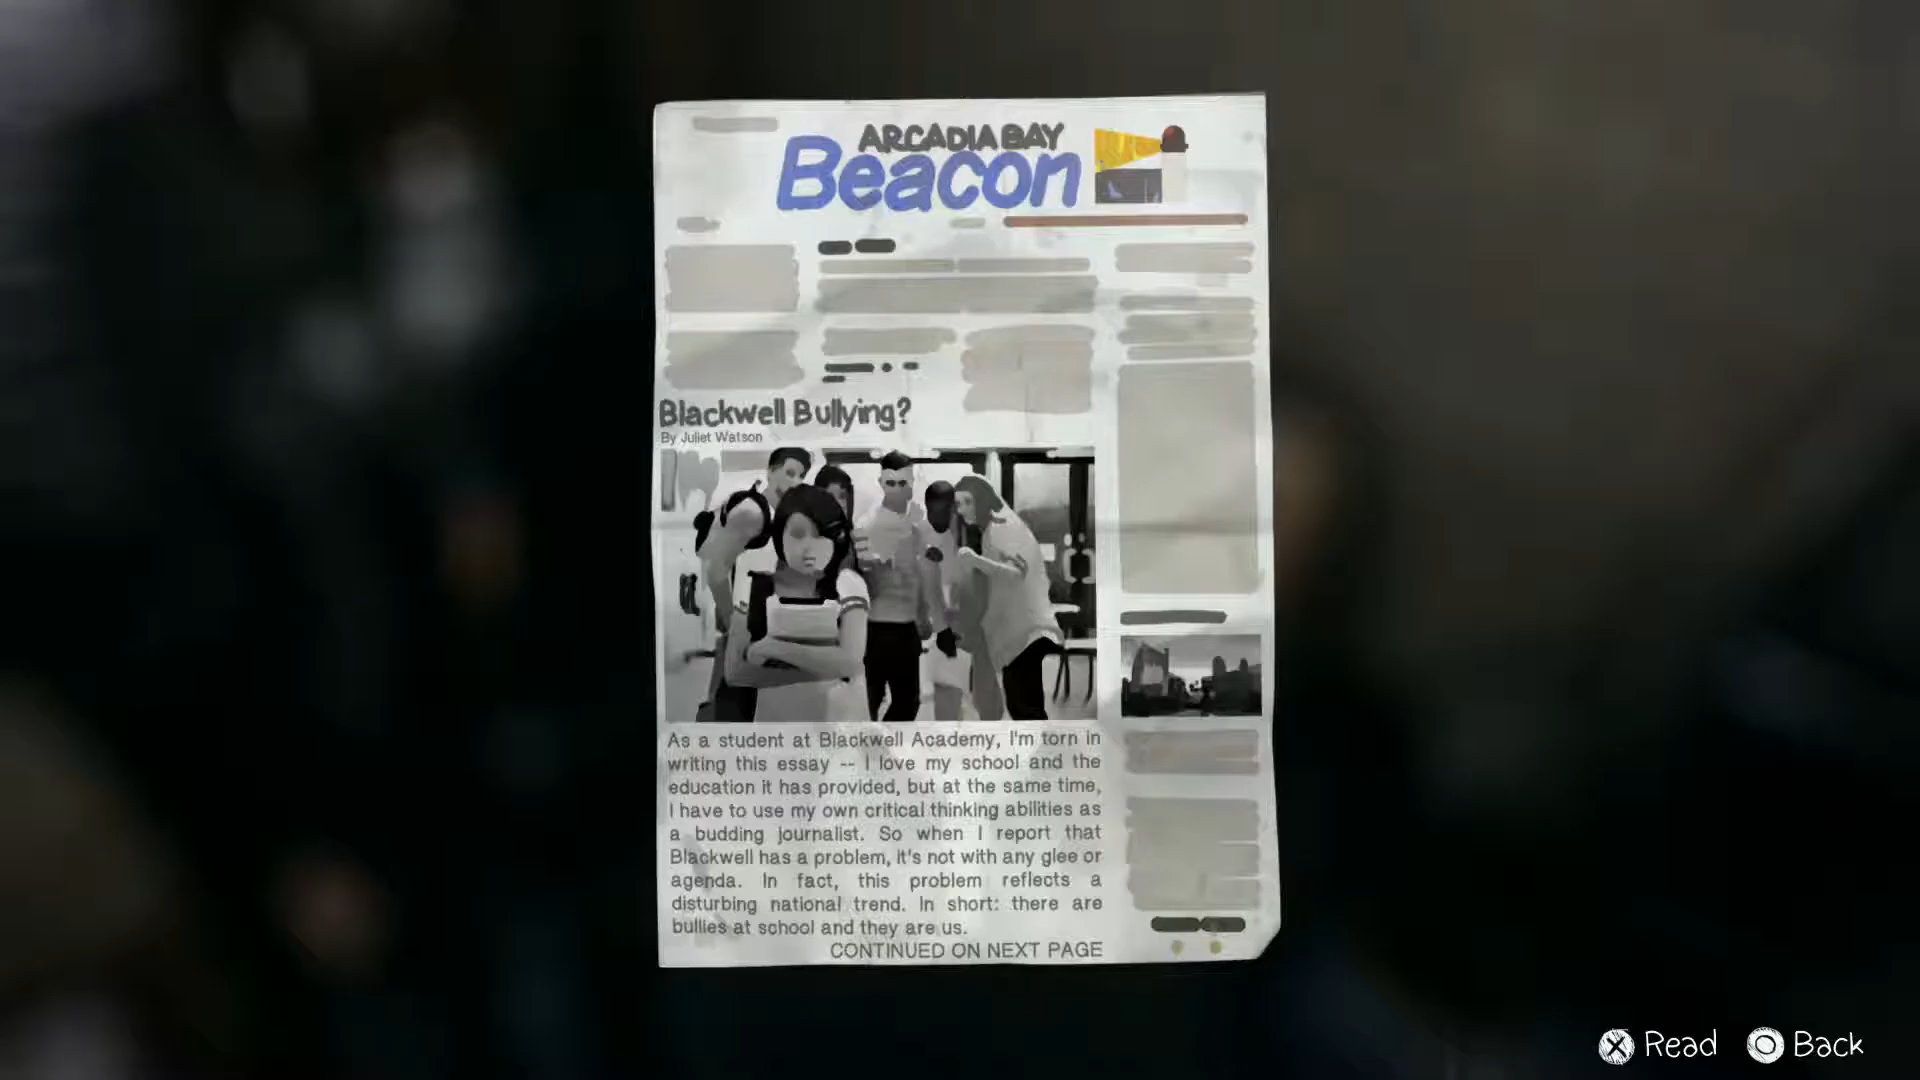 ARCADIA BAY
Beacon
Blackwell Bullying?
By Juliet Watson
As a student at Blackwell Academy, I'm torn in
writing this essay -- I love my school and the
education it has provided, but at the same time,
I have to use my own critical thinking abilities as
a budding journalist. So when I report that
Blackwell has a problem, it's not with any glee or
agenda. In fact, this problem reflects a
disturbing national trend. In short: there are
bullies at school and they are us.
CONTINUED ON NEXT PAGE
Read Back